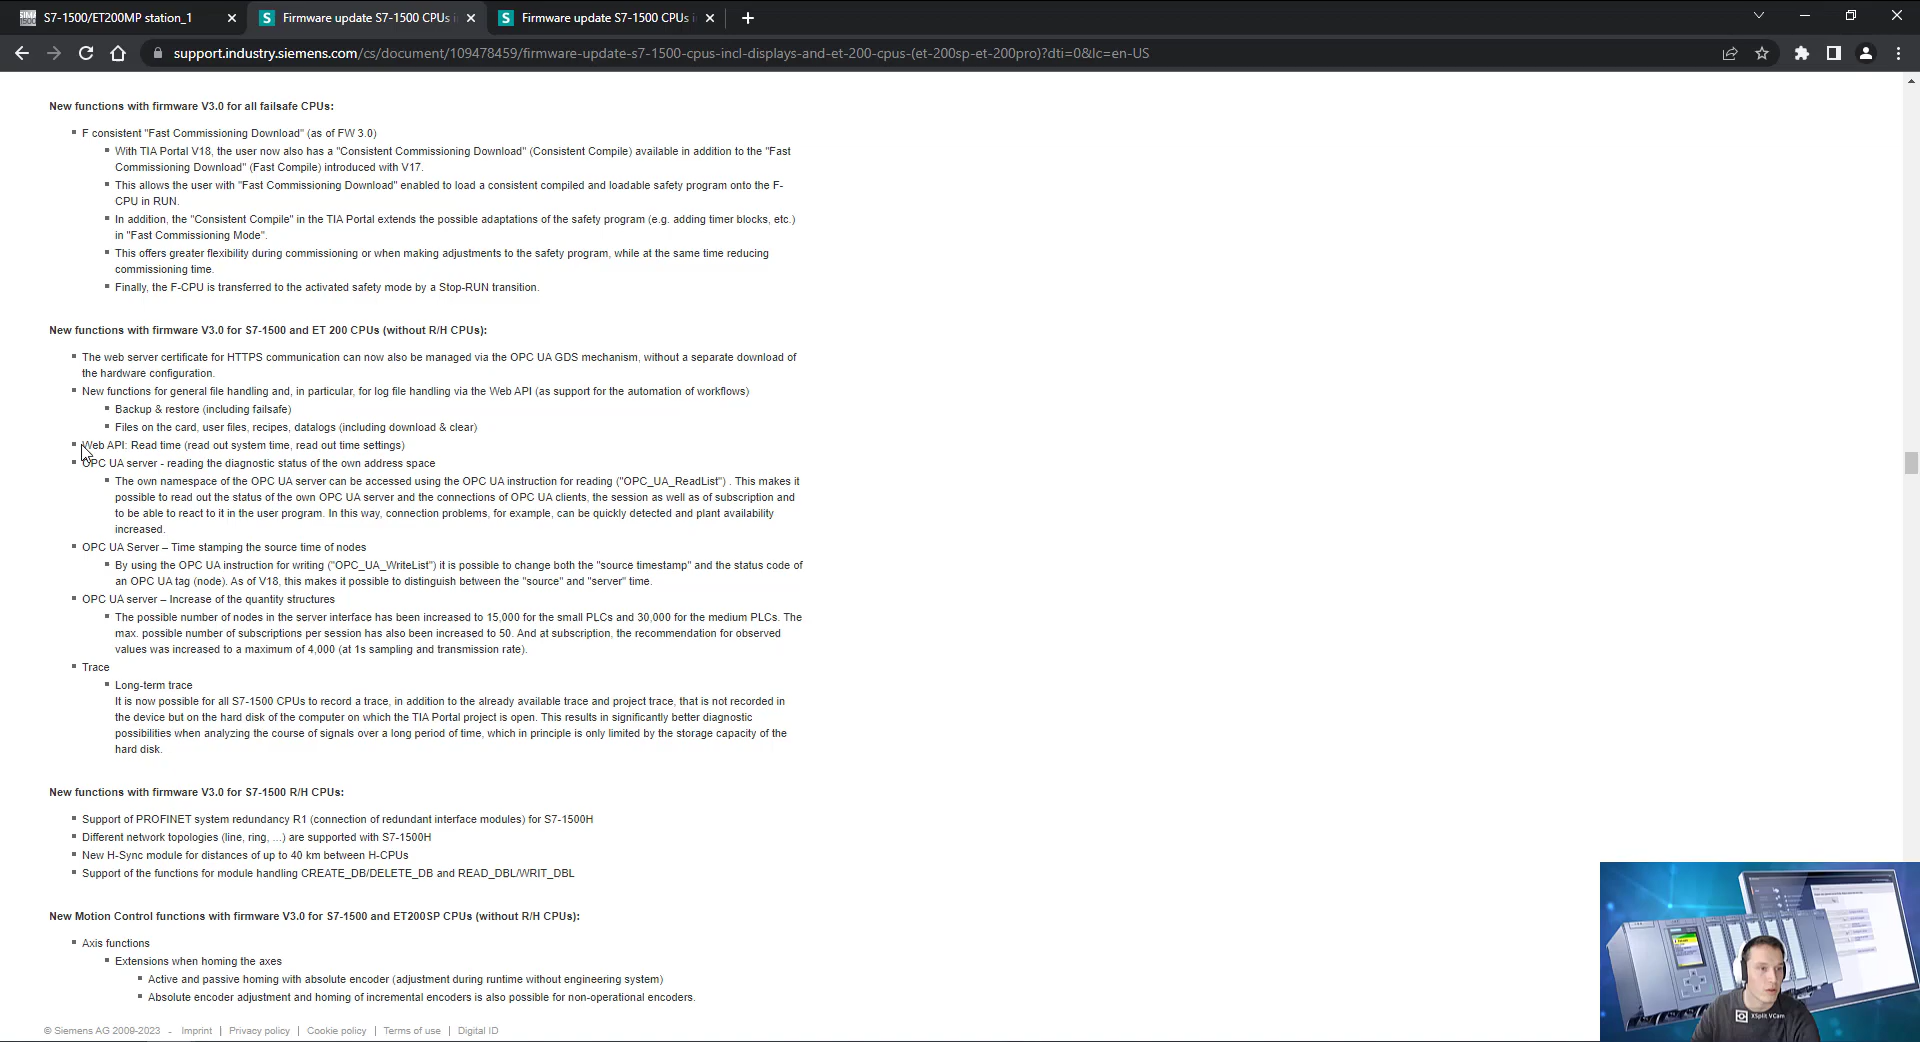 S7-1500/ET200MP station_1
Firmware update S7-1500 CPUs i
Firmware update S7-1500 CPUs i
support.industry.siemens.com/cs/document/109478459/firmware-update-s7-1500-cpus-incl-displays-and-et-200-cpus-(et-200sp-et-200pro)?dti=0&lc=en-US
New functions with firmware V3.0 for all failsafe CPUs:
F consistent "Fast Commissioning Download" (as of FW 3.0)
With TIA Portal V18, the user now also has a "Consistent Commissioning Download" (Consistent Compile) available in addition to the "Fast
Commissioning Download" (Fast Compile) introduced with V17.
This allows the user with "Fast Commissioning Download" enabled to load a consistent compiled and loadable safety program onto the F-
CPU in RUN.
In addition, the "Consistent Compile" in the TIA Portal extends the possible adaptations of the safety program (e.g. adding timer blocks, etc.)
in "Fast Commissioning Mode".
This offers greater flexibility during commissioning or when making adjustments to the safety program, while at the same time reducing
commissioning time.
Finally, the F-CPU is transferred to the activated safety mode by a Stop-RUN transition.
New functions with firmware V3.0 for S7-1500 and ET 200 CPUs (without R/H CPUs):
The web server certificate for HTTPS communication can now also be managed via the OPC UA GDS mechanism, without a separate download of
the hardware configuration.
New functions for general file handling and, in particular, for log file handling via the Web API (as support for the automation of workflows)
Backup & restore (including failsafe)
Files on the card, user files, recipes, datalogs (including download & clear)
Web API: Read time (read out system time, read out time settings)
OPC UA server - reading the diagnostic status of the own address space
The own namespace of the OPC UA server can be accessed using the OPC UA instruction for reading ("OPC_UA_ReadList") . This makes it
possible to read out the status of the own OPC UA server and the connections of OPC UA clients, the session as well as of subscription and
to be able to react to it in the user program. In this way, connection problems, for example, can be quickly detected and plant availability
increased.
OPC UA Server – Time stamping the source time of nodes
By using the OPC UA instruction for writing ("OPC_UA_WriteList") it is possible to change both the "source timestamp" and the status code of
an OPC UA tag (node). As of V18, this makes it possible to distinguish between the "source" and "server" time.
OPC UA server – Increase of the quantity structures
The possible number of nodes in the server interface has been increased to 15,000 for the small PLCs and 30,000 for the medium PLCs. The
max. possible number of subscriptions per session has also been increased to 50. And at subscription, the recommendation for observed
values was increased to a maximum of 4,000 (at 1s sampling and transmission rate).
Trace
Long-term trace
It is now possible for all S7-1500 CPUs to record a trace, in addition to the already available trace and project trace, that is not recorded in
the device but on the hard disk of the computer on which the TIA Portal project is open. This results in significantly better diagnostic
possibilities when analyzing the course of signals over a long period of time, which in principle is only limited by the storage capacity of the
hard disk.
New functions with firmware V3.0 for S7-1500 R/H CPUs:
Support of PROFINET system redundancy R1 (connection of redundant interface modules) for S7-1500H
Different network topologies (line, ring, ...) are supported with S7-1500H
New H-Sync module for distances of up to 40 km between H-CPUs
Support of the functions for module handling CREATE_DB/DELETE_DB and READ_DBL/WRIT_DBL
New Motion Control functions with firmware V3.0 for S7-1500 and ET200SP CPUs (without R/H CPUs):
Axis functions
Extensions when homing the axes
Active and passive homing with absolute encoder (adjustment during runtime without engineering system)
Absolute encoder adjustment and homing of incremental encoders is also possible for non-operational encoders.
© Siemens AG 2009-2023 - Imprint | Privacy policy | Cookie policy | Terms of use | Digital ID
XSplit VCam